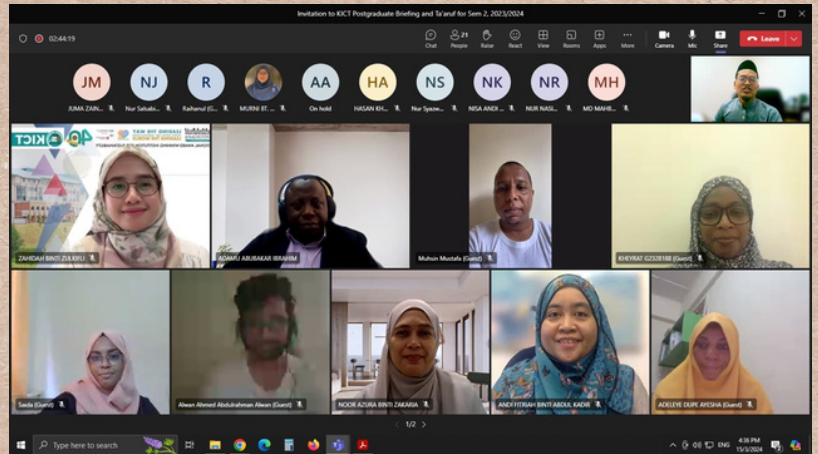 Invitation to KICT Postgraduate Briefing and Ta'aruf for Sem 2, 2023/2024
02:44:19
Chat
21
People
Raise
React
View
Rooms
Apps
More
Camera
Mic
Share
Leave
JM
NJ
R
AA
HA
NS
NK
NR
MH
JUMA ZAIN...
Nur Sakabi...
Raihanul (G...
MURNI BT. ...
On hold
HASAN KH...
Nur Syazw...
NISA ANDI ...
NUR NASI...
MD MAHB...
KICT
ZAHIDAH BINTI ZULKIFLI
ADAMU ABUBAKAR IBRAHIM
Muhsin Mustafa (Guest)
KHEYRAT G2328188 (Guest)
Saida (Guest)
Alwan Ahmed Abdulrahman Alwan (Guest)
NOOR AZURA BINTI ZAKARIA
ANDI FITRIAH BINTI ABDUL KADIR
ADELEYE DUPE AYESHA (Guest)
1/2
Type here to search
ENG
4:36 PM
15/3/2024